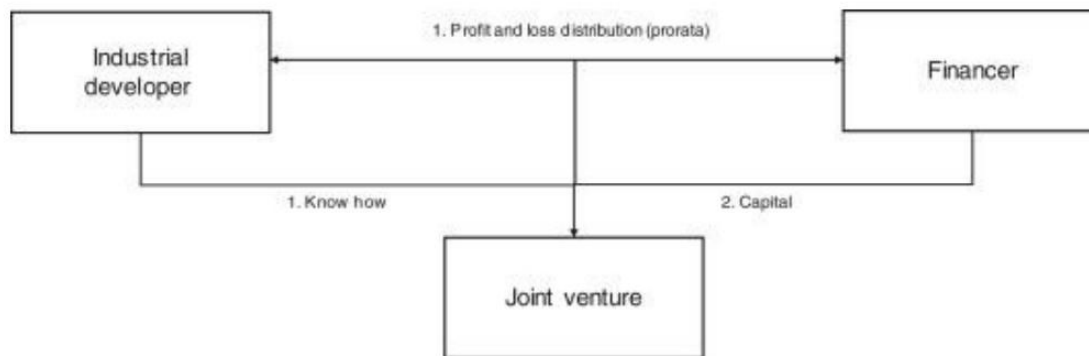 1. Profit and loss distribution (prorata)
Industrial
developer
Financer
1. Know how
2. Capital
Joint venture